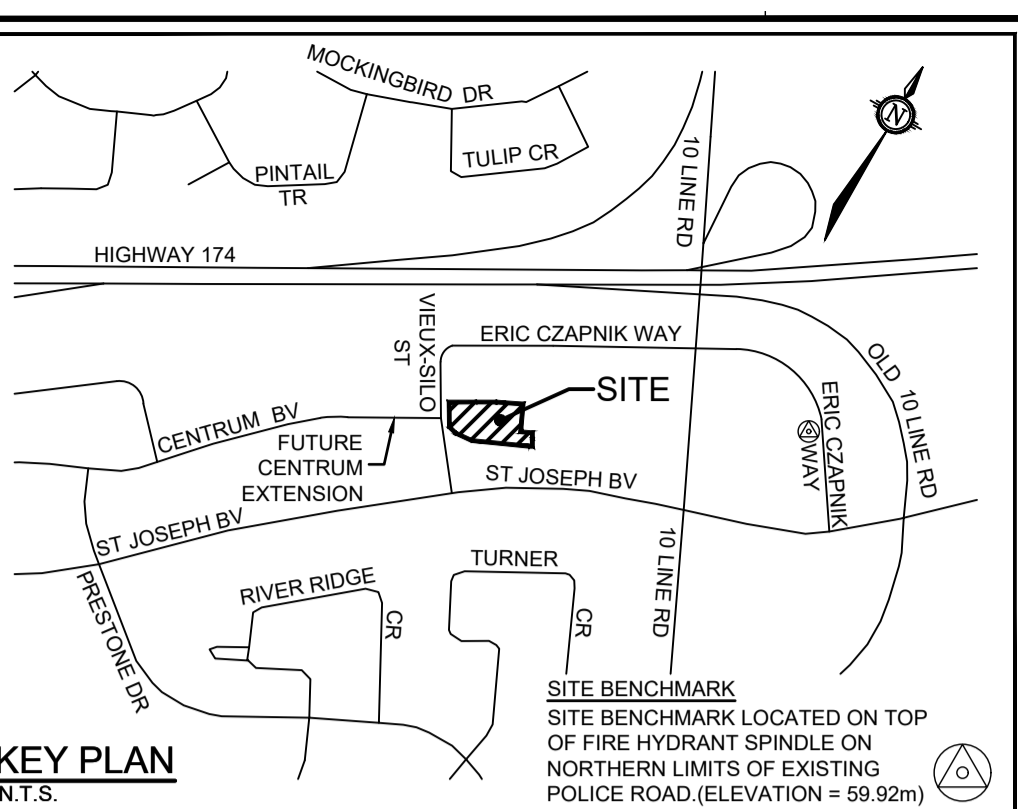 MOCKINGBIRD DR
TULIP CR
PINTAIL
TR
10 LINE RD
N
HIGHWAY 174
VIEUX-SILO
ST
ERIC CZAPNIK WAY
OLD 10 LINE RD
SITE
ERIC CZAPNIK
WAY
CENTRUM BV
FUTURE
CENTRUM
EXTENSION
ST JOSEPH BV
ST JOSEPH BV
10 LINE RD
PRESTONE DR
RIVER RIDGE
CR
TURNER
CR
SITE BENCHMARK
SITE BENCHMARK LOCATED ON TOP
OF FIRE HYDRANT SPINDLE ON
NORTHERN LIMITS OF EXISTING
POLICE ROAD.(ELEVATION = 59.92m)
KEY PLAN
N.T.S.